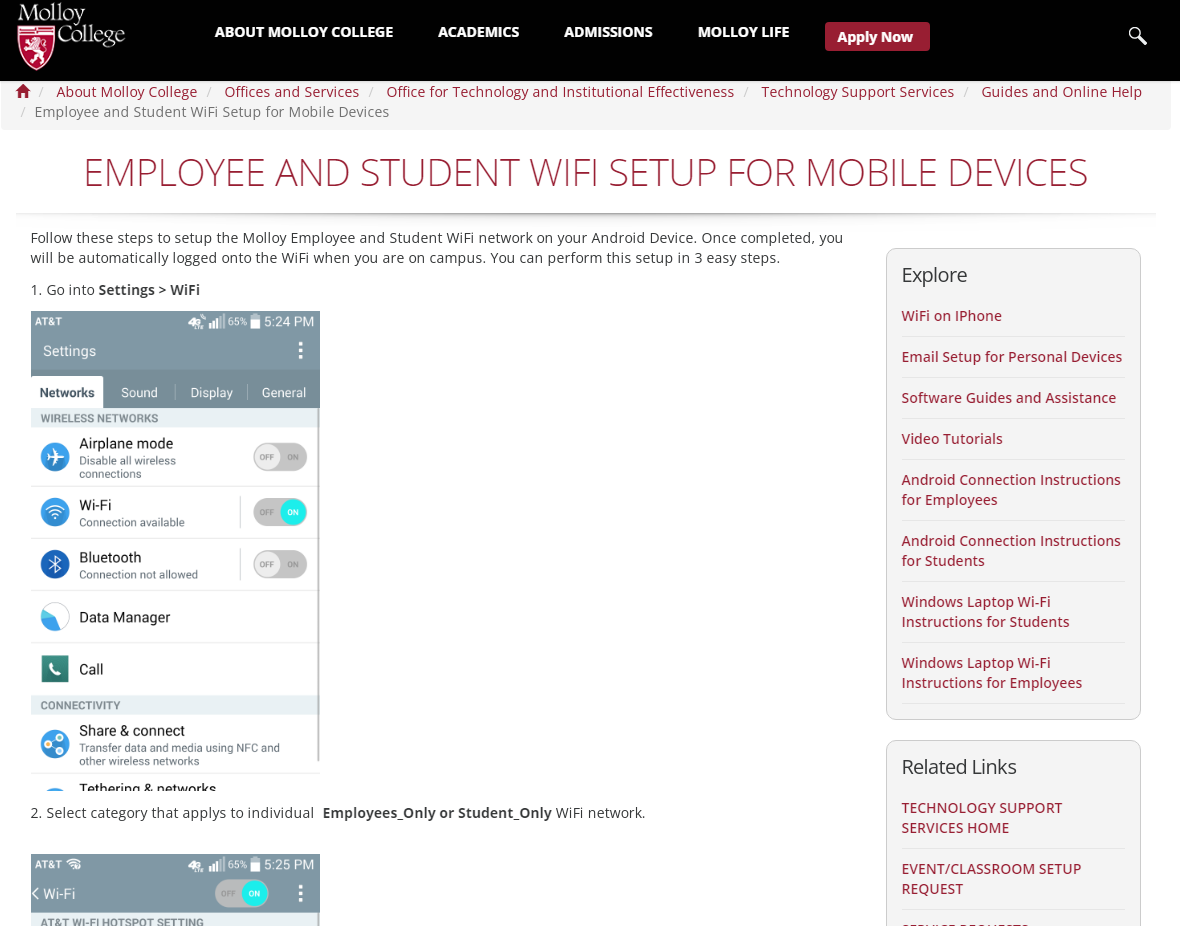 Molloy
College
ABOUT MOLLOY COLLEGE
ACADEMICS
ADMISSIONS
MOLLOY LIFE
Apply Now
/ About Molloy College / Offices and Services / Office for Technology and Institutional Effectiveness / Technology Support Services / Guides and Online Help
/ Employee and Student WiFi Setup for Mobile Devices
EMPLOYEE AND STUDENT WIFI SETUP FOR MOBILE DEVICES
Follow these steps to setup the Molloy Employee and Student WiFi network on your Android Device. Once completed, you
will be automatically logged onto the WiFi when you are on campus. You can perform this setup in 3 easy steps.
1. Go into Settings > WiFi
AT&T 65% 5:24 PM
Settings
Networks Sound Display General
WIRELESS NETWORKS
Airplane mode
Disable all wireless
connections
OFF ON
Wi-Fi
Connection available
OFF ON
Bluetooth
Connection not allowed
OFF ON
Data Manager
Call
CONNECTIVITY
Share & connect
Transfer data and media using NFC and
other wireless networks
Tethering & networks
2. Select category that applys to individual Employees_Only or Student_Only WiFi network.
AT&T 65% 5:25 PM
Wi-Fi OFF ON
AT&T WI-FI HOTSPOT SETTING
Explore
WiFi on IPhone
Email Setup for Personal Devices
Software Guides and Assistance
Video Tutorials
Android Connection Instructions
for Employees
Android Connection Instructions
for Students
Windows Laptop Wi-Fi
Instructions for Students
Windows Laptop Wi-Fi
Instructions for Employees
Related Links
TECHNOLOGY SUPPORT
SERVICES HOME
EVENT/CLASSROOM SETUP
REQUEST
SERVICE REQUESTS